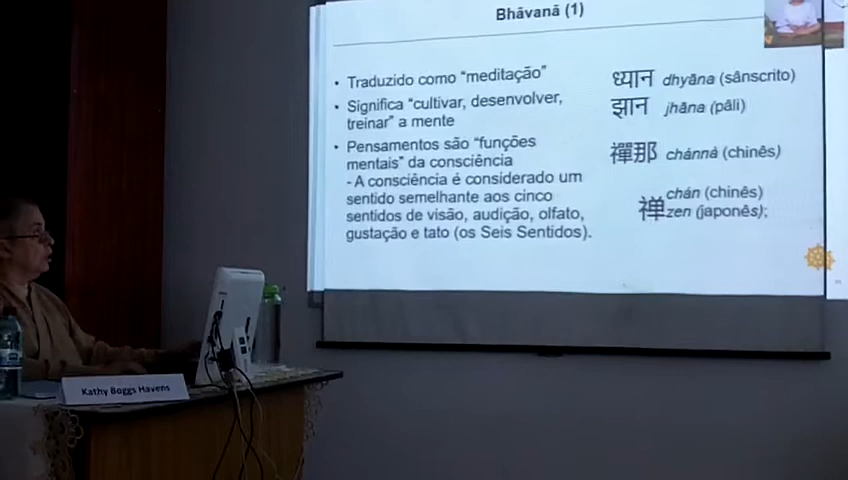 Bhāvanā (1)
• Traduzido como “meditação”
• Significa “cultivar, desenvolver,
treinar” a mente
• Pensamentos são “funções
mentais” da consciência
- A consciência é considerado um
sentido semelhante aos cinco
sentidos de visão, audição, olfato,
gustação e tato (os Seis Sentidos).
ध्यान dhyāna (sânscrito)
झान jhāna (pâli)
禪那 chánnà (chinês)
禅 chán (chinês)
zen (japonês);
Kathy Boggs Havens